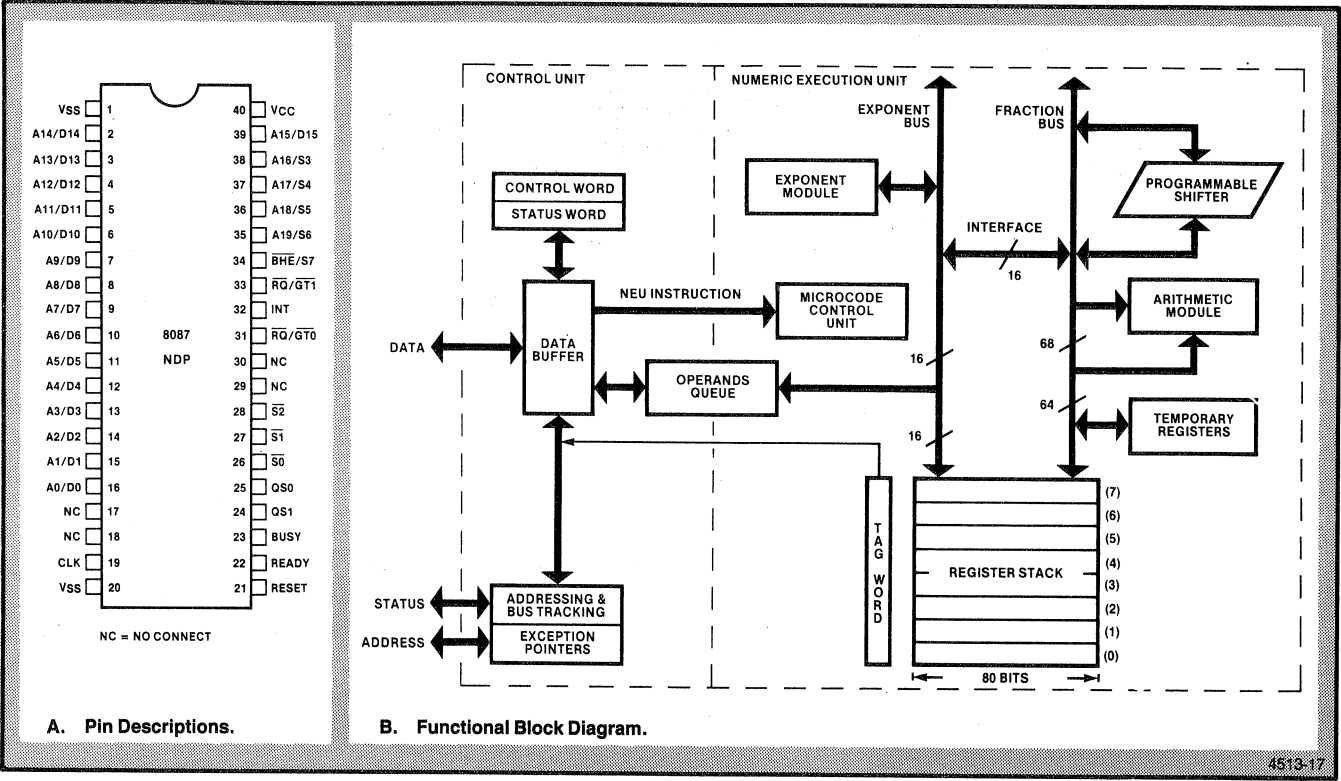 VSS 1 40 VCC
A14/D14 2 39 A15/D15
A13/D13 3 38 A16/S3
A12/D12 4 37 A17/S4
A11/D11 5 36 A18/S5
A10/D10 6 35 A19/S6
A9/D9 7 34 B̅H̅E̅/S7
A8/D8 8 33 R̅Q̅/G̅T̅1
A7/D7 9 32 INT
A6/D6 10 31 R̅Q̅/G̅T̅0
A5/D5 11 30 NC
A4/D4 12 29 NC
A3/D3 13 28 S̅2̅
A2/D2 14 27 S̅1̅
A1/D1 15 26 S̅0̅
A0/D0 16 25 QS0
NC 17 24 QS1
NC 18 23 BUSY
CLK 19 22 READY
VSS 20 21 RESET
8087
NDP
NC = NO CONNECT
A. Pin Descriptions.
CONTROL UNIT
NUMERIC EXECUTION UNIT
EXPONENT
BUS
FRACTION
BUS
CONTROL WORD
STATUS WORD
EXPONENT
MODULE
PROGRAMMABLE
SHIFTER
INTERFACE
16
NEU INSTRUCTION
MICROCODE
CONTROL
UNIT
ARITHMETIC
MODULE
DATA
DATA
BUFFER
16
68
OPERANDS
QUEUE
64
16
TEMPORARY
REGISTERS
TAG WORD
(7)
(6)
(5)
(4)
REGISTER STACK
(3)
(2)
(1)
(0)
80 BITS
STATUS
ADDRESSING &
BUS TRACKING
ADDRESS
EXCEPTION
POINTERS
B. Functional Block Diagram.
4513-17